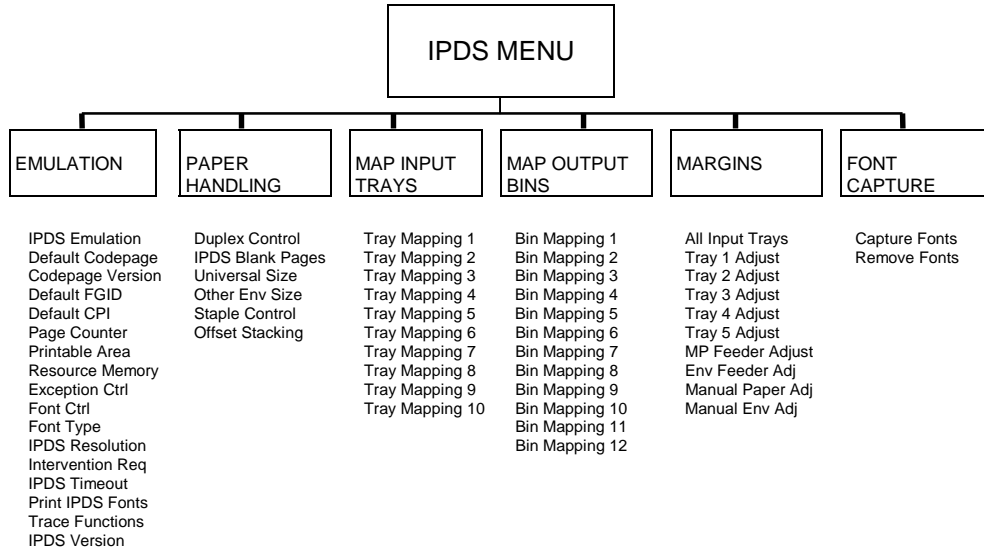 IPDS MENU
EMULATION
PAPER
HANDLING
MAP INPUT
TRAYS
MAP OUTPUT
BINS
MARGINS
FONT
CAPTURE
IPDS Emulation
Default Codepage
Codepage Version
Default FGID
Default CPI
Page Counter
Printable Area
Resource Memory
Exception Ctrl
Font Ctrl
Font Type
IPDS Resolution
Intervention Req
IPDS Timeout
Print IPDS Fonts
Trace Functions
IPDS Version
Duplex Control
IPDS Blank Pages
Universal Size
Other Env Size
Staple Control
Offset Stacking
Tray Mapping 1
Tray Mapping 2
Tray Mapping 3
Tray Mapping 4
Tray Mapping 5
Tray Mapping 6
Tray Mapping 7
Tray Mapping 8
Tray Mapping 9
Tray Mapping 10
Bin Mapping 1
Bin Mapping 2
Bin Mapping 3
Bin Mapping 4
Bin Mapping 5
Bin Mapping 6
Bin Mapping 7
Bin Mapping 8
Bin Mapping 9
Bin Mapping 10
Bin Mapping 11
Bin Mapping 12
All Input Trays
Tray 1 Adjust
Tray 2 Adjust
Tray 3 Adjust
Tray 4 Adjust
Tray 5 Adjust
MP Feeder Adjust
Env Feeder Adj
Manual Paper Adj
Manual Env Adj
Capture Fonts
Remove Fonts